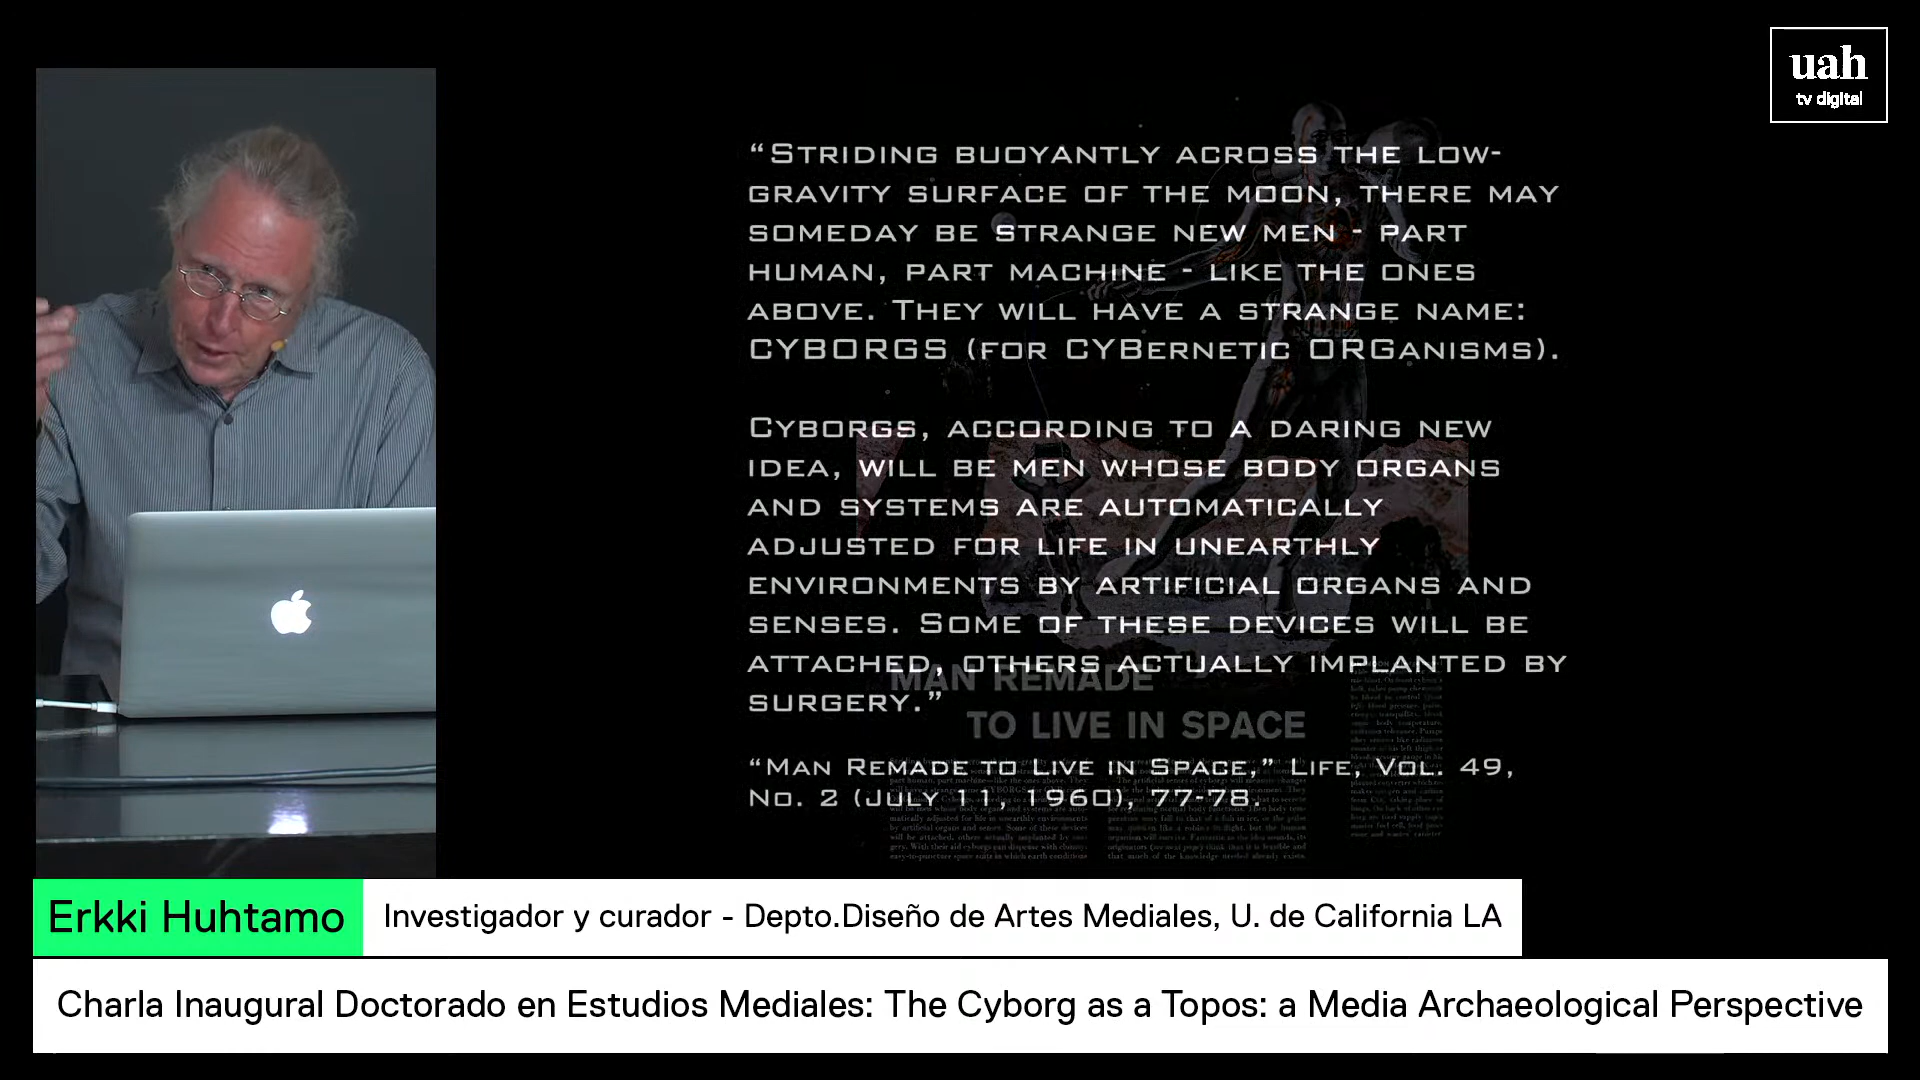 uah
tv digital
“STRIDING BUOYANTLY ACROSS THE LOW-
GRAVITY SURFACE OF THE MOON, THERE MAY
SOMEDAY BE STRANGE NEW MEN - PART
HUMAN, PART MACHINE - LIKE THE ONES
ABOVE. THEY WILL HAVE A STRANGE NAME:
CYBORGS (FOR CYBERNETIC ORGANISMS).
CYBORGS, ACCORDING TO A DARING NEW
IDEA, WILL BE MEN WHOSE BODY ORGANS
AND SYSTEMS ARE AUTOMATICALLY
ADJUSTED FOR LIFE IN UNEARTHLY
ENVIRONMENTS BY ARTIFICIAL ORGANS AND
SENSES. SOME OF THESE DEVICES WILL BE
ATTACHED, OTHERS ACTUALLY IMPLANTED BY
SURGERY.”
MAN REMADE
TO LIVE IN SPACE
“MAN REMADE TO LIVE IN SPACE,” LIFE, VOL. 49,
NO. 2 (JULY 11, 1960), 77-78.
Erkki Huhtamo
Investigador y curador - Depto.Diseño de Artes Mediales, U. de California LA
Charla Inaugural Doctorado en Estudios Mediales: The Cyborg as a Topos: a Media Archaeological Perspective